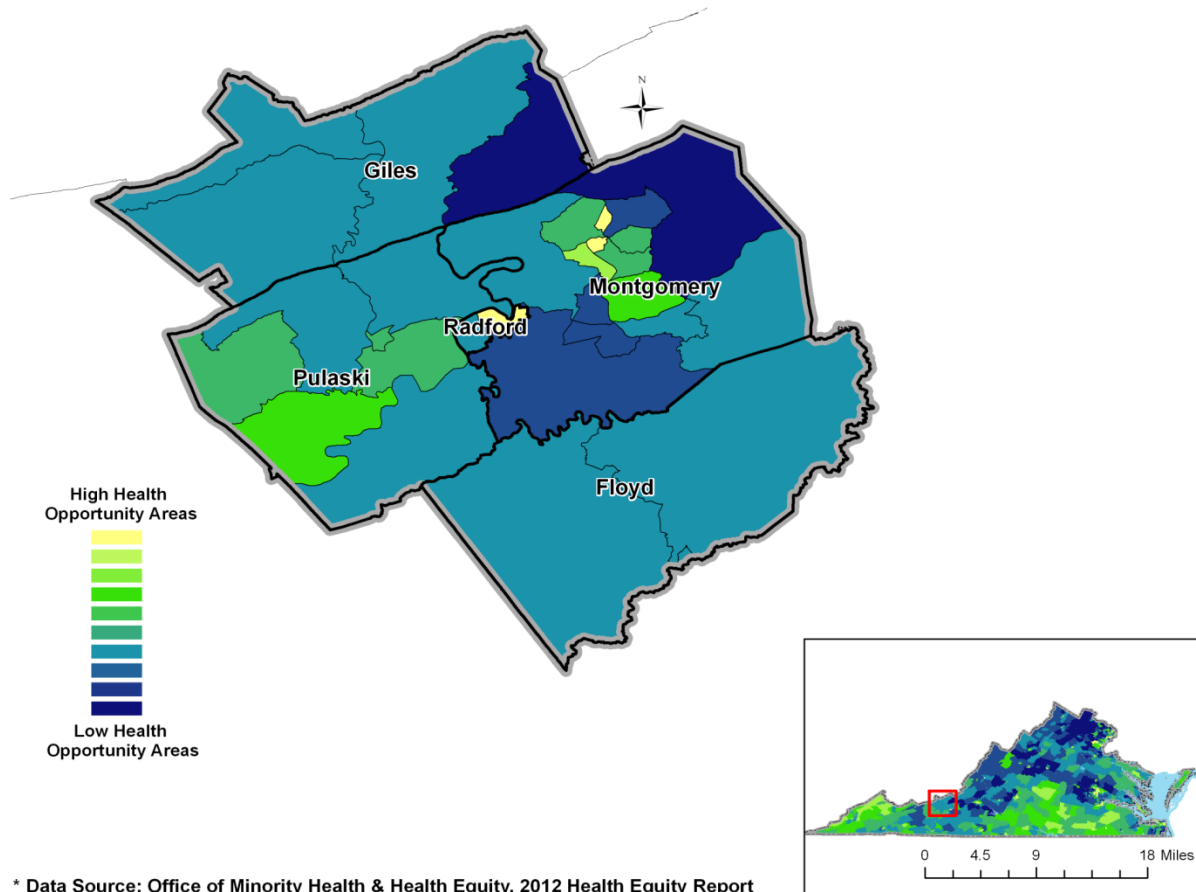 N
Giles
Montgomery
Radford
Pulaski
Floyd
High Health
Opportunity Areas
Low Health
Opportunity Areas
0 4.5 9 18 Miles
* Data Source: Office of Minority Health & Health Equity, 2012 Health Equity Report